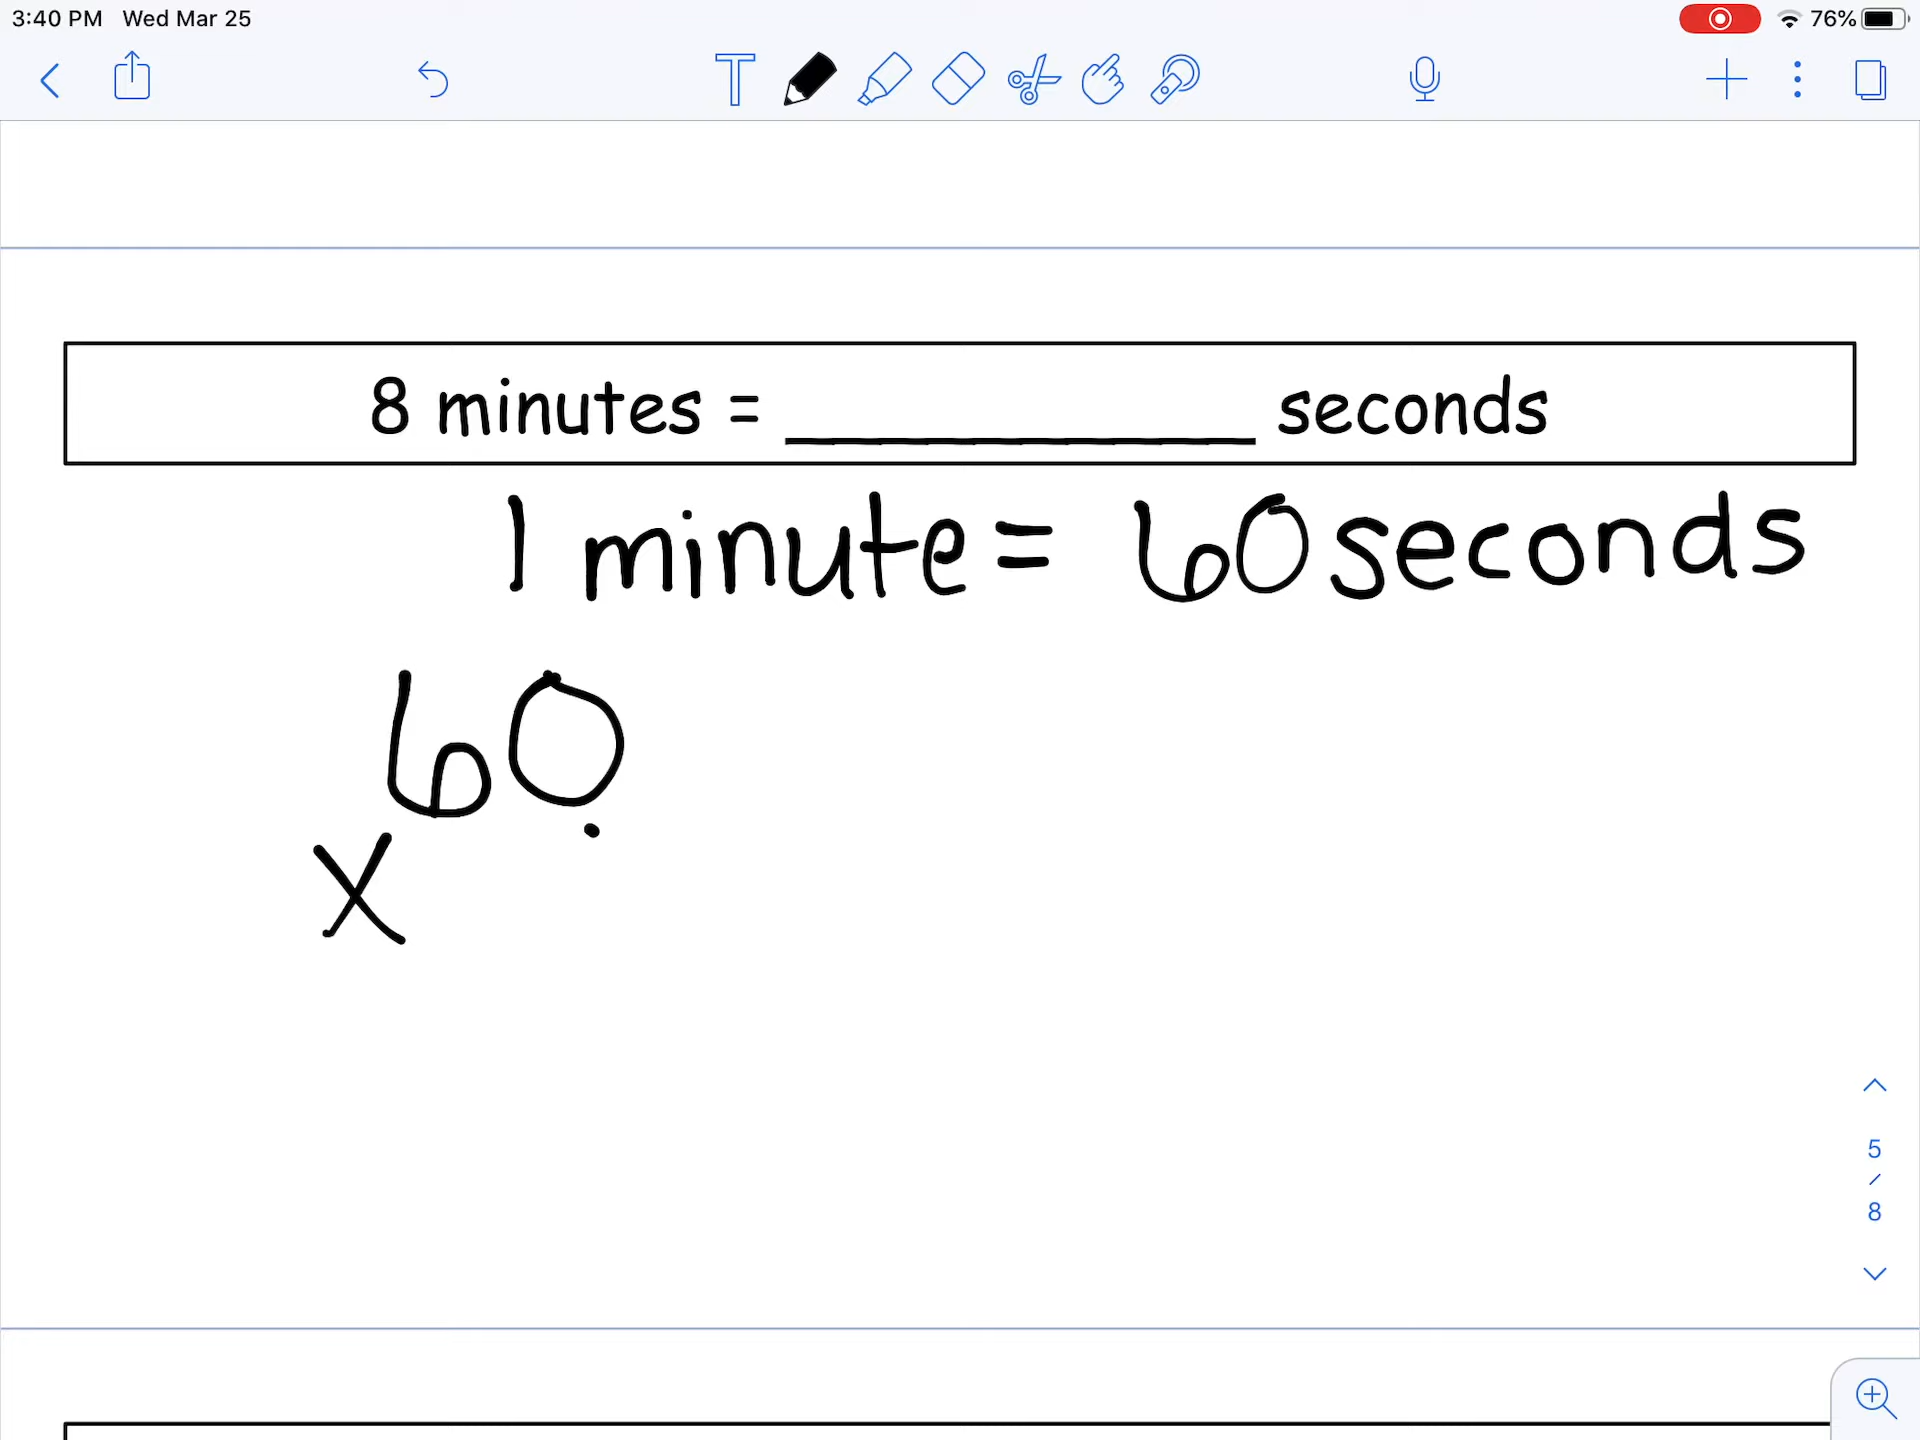 3:40 PM Wed Mar 25 76%
T
8 minutes = ____________ seconds
1 minute = 60 seconds
60
x
5
/
8